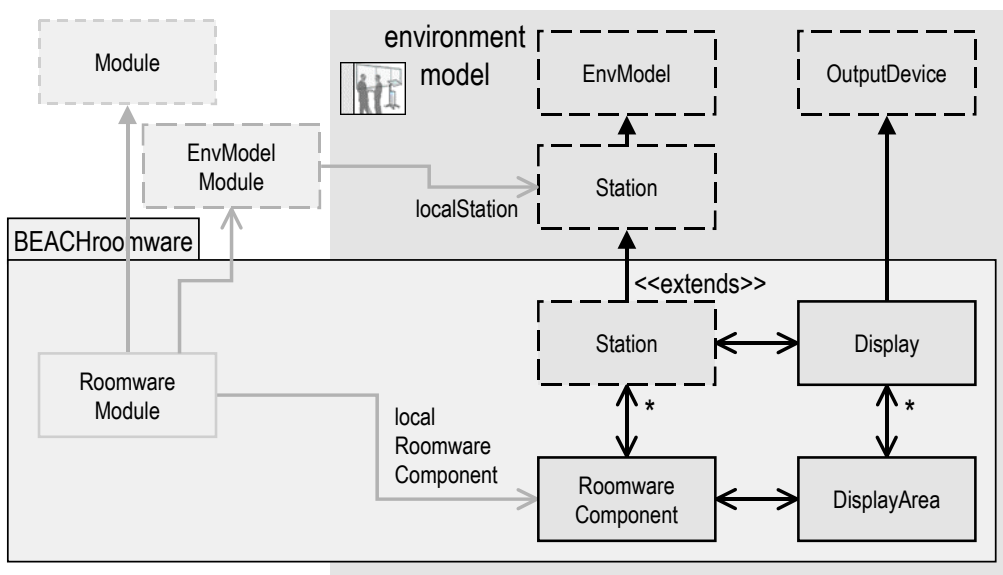 environment
model
Module
EnvModel
OutputDevice
EnvModel
Module
Station
localStation
BEACHroomware
<<extends>>
Station
Display
Roomware
Module
*
*
local
Roomware
Component
Roomware
Component
DisplayArea